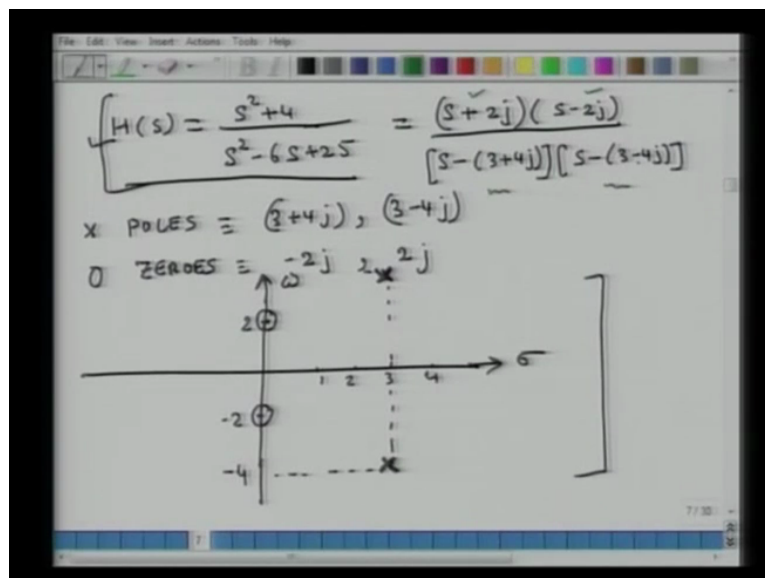 File Edit View Insert Actions Tools Help
B I
H(s) = s²+4 / s²-6s+25 = (s+2j)(s-2j) / [s-(3+4j)][s-(3-4j)]
x POLES ≡ (3+4j), (3-4j)
O ZEROES ≡ -2j, 2j
ω
2
1 2 3 4 σ
-2
-4
7/30
7